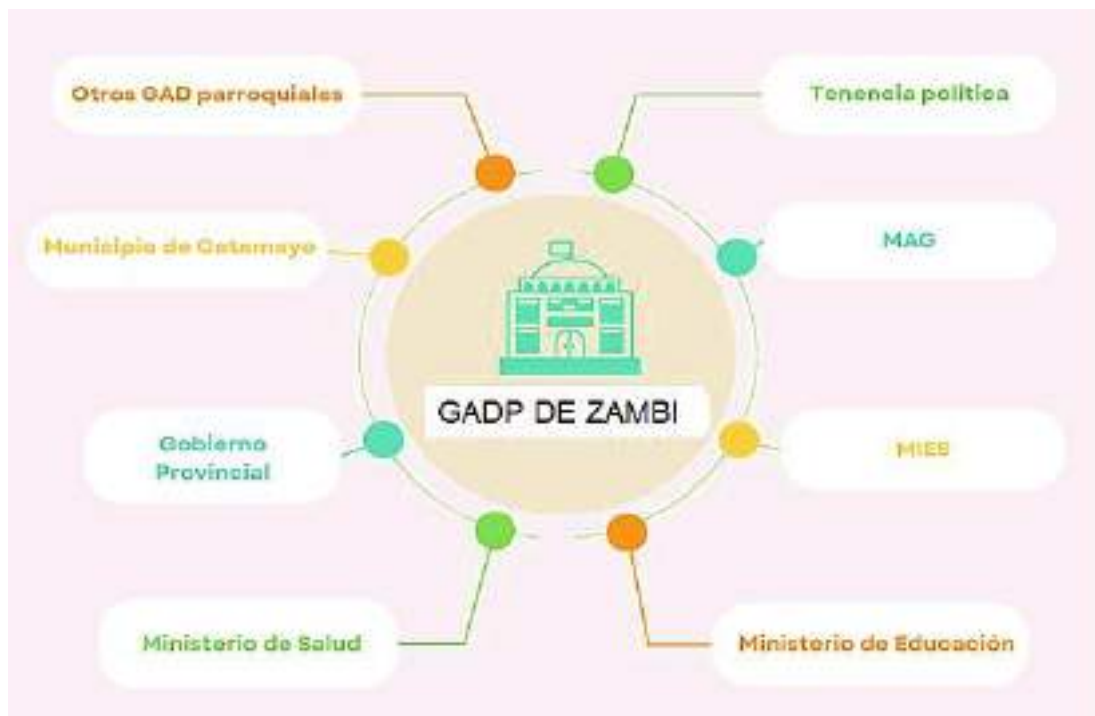 Otros GAD parroquiales
Tenencia política
Municipio de Catamayo
MAG
GADP DE ZAMBI
Gobierno
Provincial
MIES
Ministerio de Salud
Ministerio de Educación